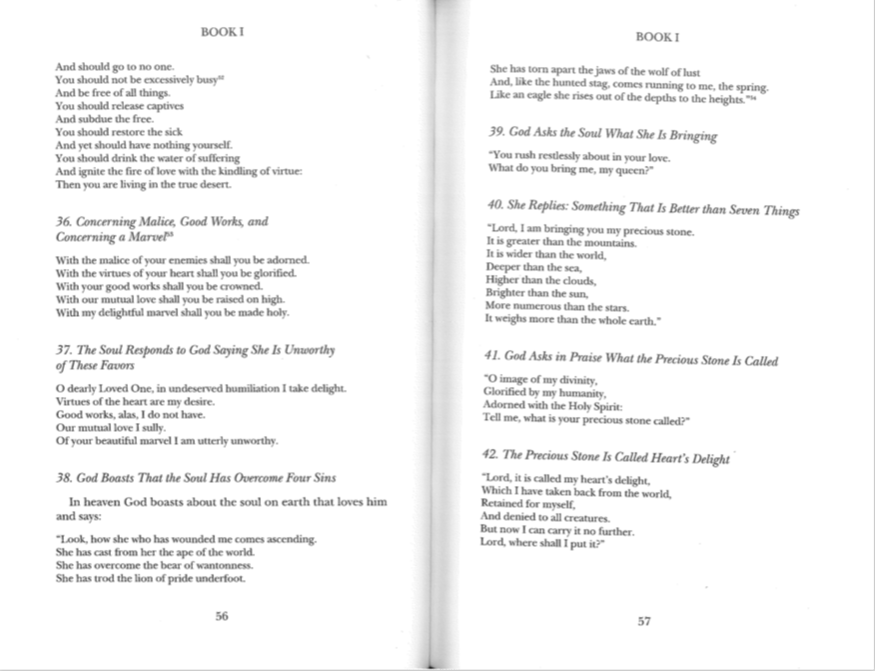 BOOK I
And should go to no one.
You should not be excessively busy
And be free of all things.
You should release captives
And subdue the free.
You should restore the sick
And yet should have nothing yourself.
You should drink the water of suffering
And ignite the fire of love with the kindling of virtue:
Then you are living in the true desert.
36. Concerning Malice, Good Works, and
Concerning a Marvel
With the malice of your enemies shall you be adorned.
With the virtues of your heart shall you be glorified.
With your good works shall you be crowned.
With our mutual love shall you be raised on high.
With my delightful marvel shall you be made holy.
37. The Soul Responds to God Saying She Is Unworthy
of These Favors
O dearly Loved One, in undeserved humiliation I take delight.
Virtues of the heart are my desire.
Good works, alas, I do not have.
Our mutual love I sully.
Of your beautiful marvel I am utterly unworthy.
38. God Boasts That the Soul Has Overcome Four Sins
In heaven God boasts about the soul on earth that loves him
and says:
“Look, how she who has wounded me comes ascending.
She has cast from her the ape of the world.
She has overcome the bear of wantonness.
She has trod the lion of pride underfoot.
56
BOOK I
She has torn apart the jaws of the wolf of lust
And, like the hunted stag, comes running to me, the spring.
Like an eagle she rises out of the depths to the heights.”
39. God Asks the Soul What She Is Bringing
“You rush restlessly about in your love.
What do you bring me, my queen?”
40. She Replies: Something That Is Better than Seven Things
“Lord, I am bringing you my precious stone.
It is greater than the mountains.
It is wider than the world,
Deeper than the sea,
Higher than the clouds,
Brighter than the sun,
More numerous than the stars.
It weighs more than the whole earth.”
41. God Asks in Praise What the Precious Stone Is Called
“O image of my divinity,
Glorified by my humanity,
Adorned with the Holy Spirit:
Tell me, what is your precious stone called?”
42. The Precious Stone Is Called Heart's Delight
“Lord, it is called my heart's delight,
Which I have taken back from the world,
Retained for myself,
And denied to all creatures.
But now I can carry it no further.
Lord, where shall I put it?”
57